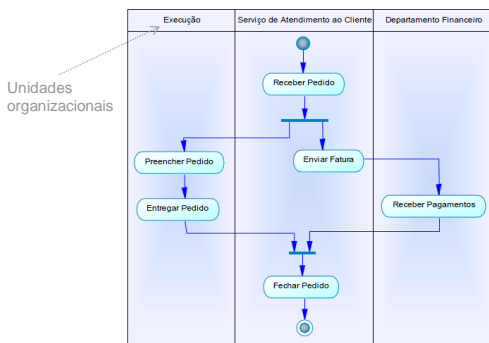 Execução
Serviço de Atendimento ao Cliente
Departamento Financeiro
Unidades
organizacionais
Receber Pedido
Preencher Pedido
Enviar Fatura
Entregar Pedido
Receber Pagamentos
Fechar Pedido